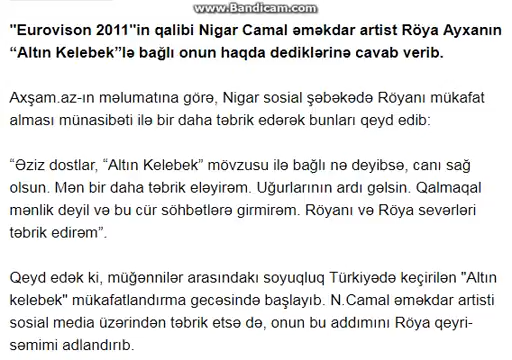 www.Bandicam.com
"Eurovison 2011"in qalibi Nigar Camal əməkdar artist Röya Ayxanın
“Altın Kelebek”lə bağlı onun haqda dediklərinə cavab verib.
Axşam.az-ın məlumatına görə, Nigar sosial şəbəkədə Röyanı mükafat
alması münasibəti ilə bir daha təbrik edərək bunları qeyd edib:
“Əziz dostlar, “Altın Kelebek” mövzusu ilə bağlı nə deyibsə, canı sağ
olsun. Mən bir daha təbrik eləyirəm. Uğurlarının ardı gəlsin. Qalmaqal
mənlik deyil və bu cür söhbətlərə girmirəm. Röyanı və Röya sevərləri
təbrik edirəm”.
Qeyd edək ki, müğənnilər arasındakı soyuqluq Türkiyədə keçirilən "Altın
kelebek" mükafatlandırma gecəsində başlayıb. N.Camal əməkdar artisti
sosial media üzərindən təbrik etsə də, onun bu addımını Röya qeyri-
səmimi adlandırıb.